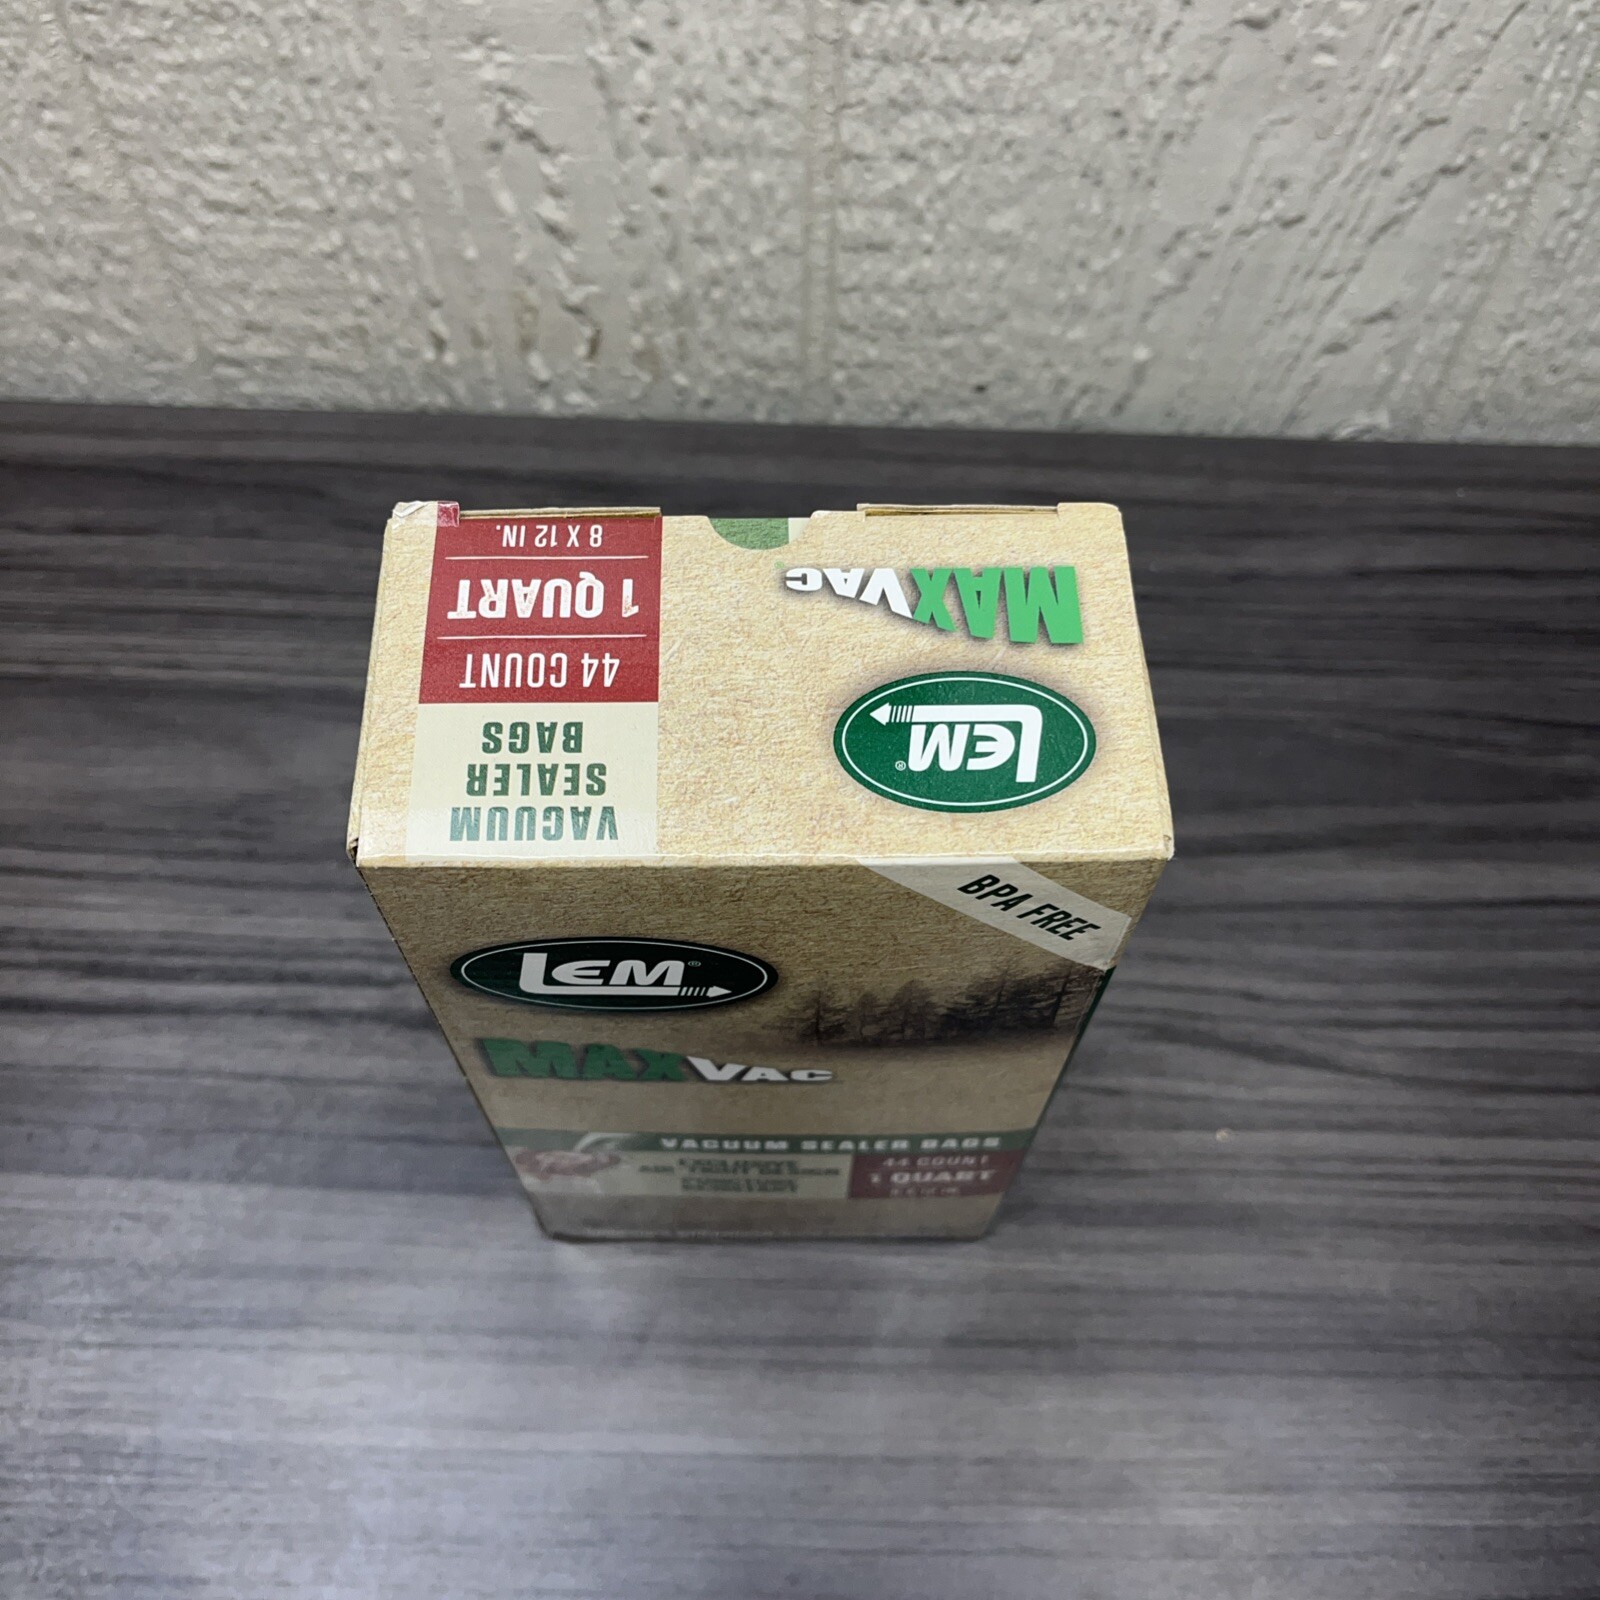 VACUUM
SEALER
BAGS
44 COUNT
1 QUART
8 X 12 IN.
LEM®
MAXVAC
BPA FREE
LEM®
MAXVAC
VACUUM SEALER BAGS
44 COUNT
1 QUART